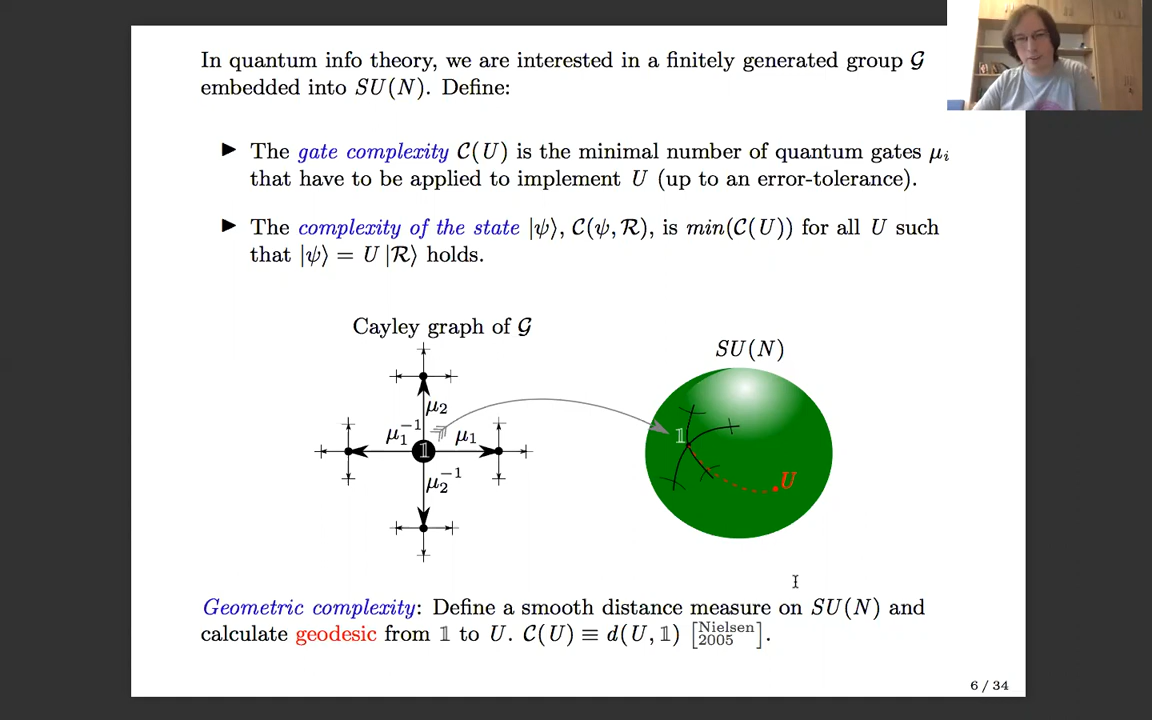 In quantum info theory, we are interested in a finitely generated group 𝒢
embedded into SU(N). Define:
▶ The gate complexity 𝒞(U) is the minimal number of quantum gates μᵢ
that have to be applied to implement U (up to an error-tolerance).
▶ The complexity of the state |ψ⟩, 𝒞(ψ, ℛ), is min(𝒞(U)) for all U such
that |ψ⟩ = U |ℛ⟩ holds.
Cayley graph of 𝒢
SU(N)
μ₂
μ₁⁻¹
μ₁
𝟙
μ₂⁻¹
𝟙
U
Geometric complexity: Define a smooth distance measure on SU(N) and
calculate geodesic from 𝟙 to U. 𝒞(U) ≡ d(U, 𝟙) [Nielsen 2005].
6 / 34